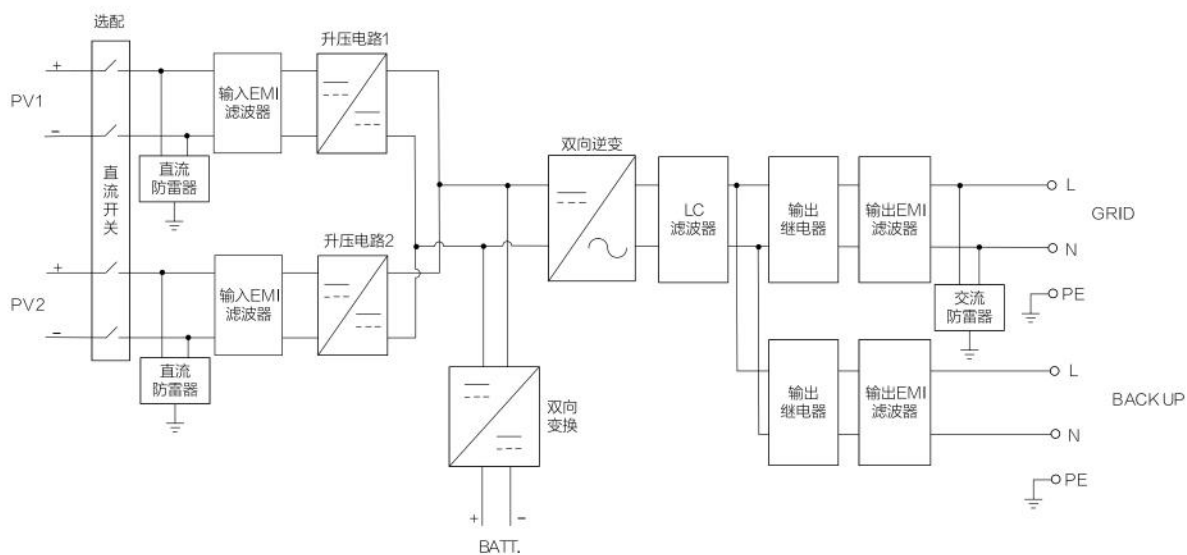 选配
+
PV1
−
直流开关
直流
防雷器
输入EMI
滤波器
升压电路1
+
PV2
−
直流
防雷器
输入EMI
滤波器
升压电路2
双向
变换
+
−
BATT.
双向逆变
LC
滤波器
输出
继电器
输出EMI
滤波器
L
GRID
N
PE
交流
防雷器
输出
继电器
输出EMI
滤波器
L
BACKUP
N
PE